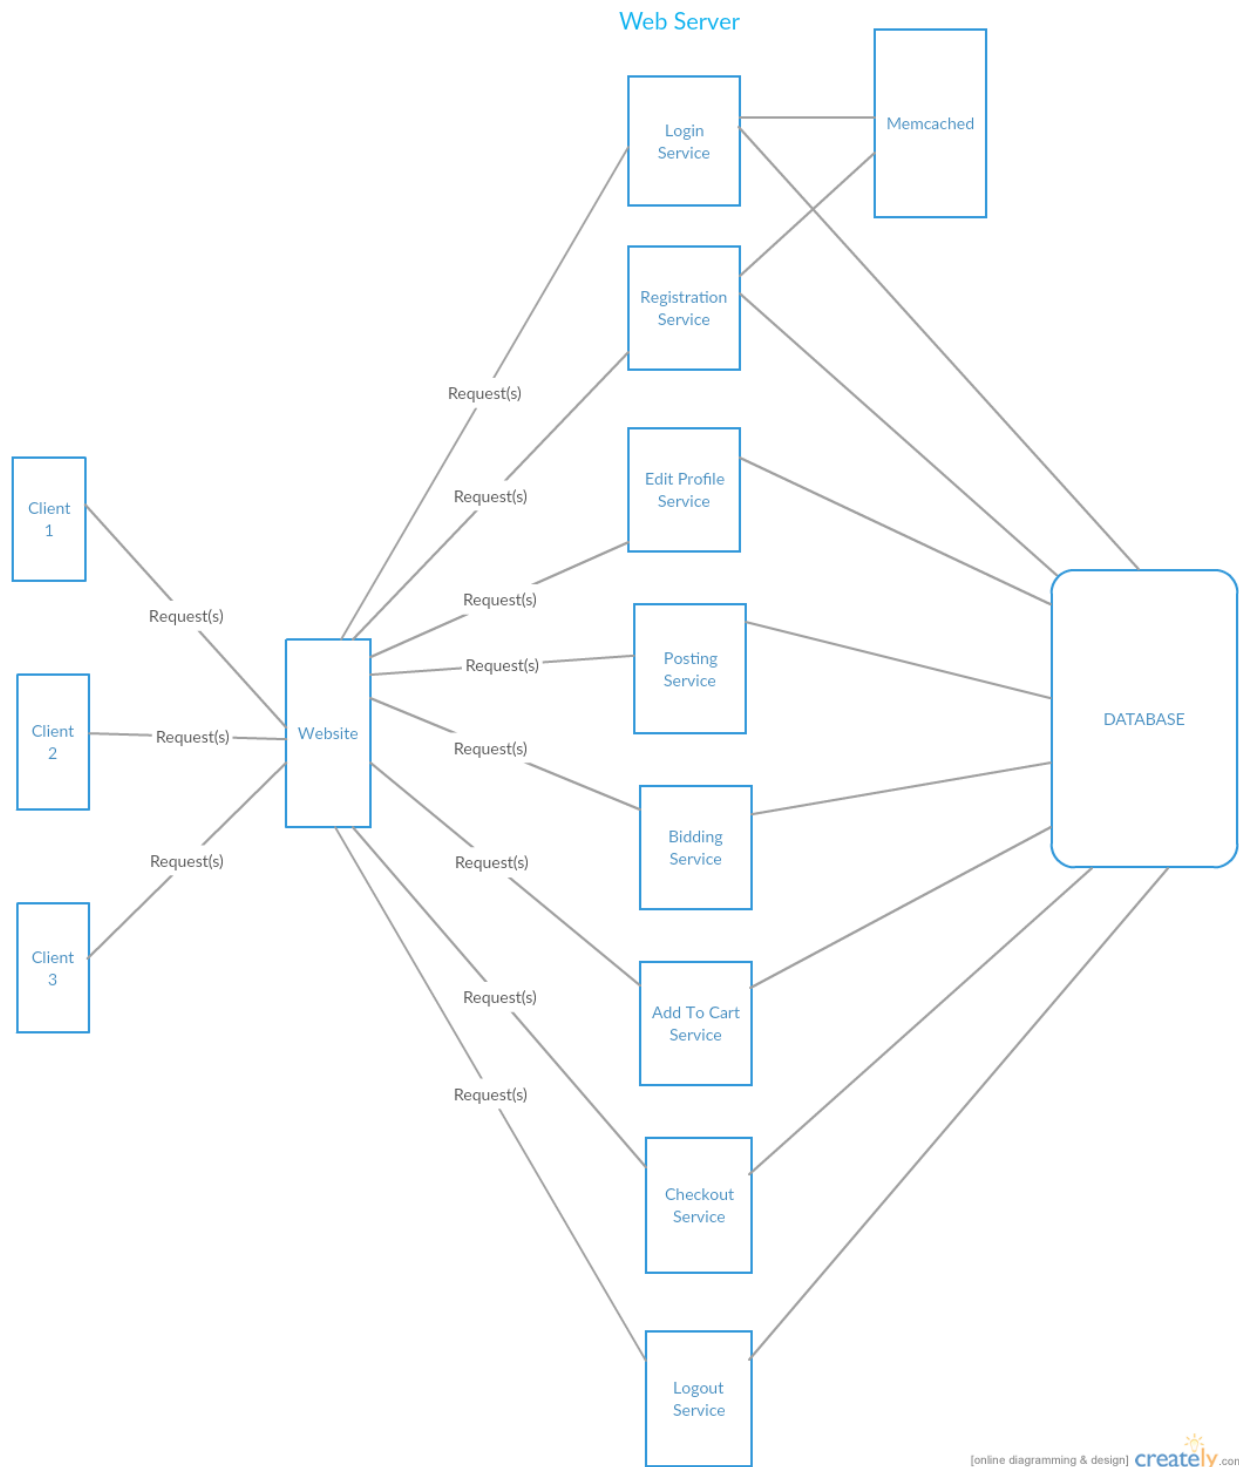 Web Server
Memcached
Login
Service
Registration
Service
Request(s)
Edit Profile
Service
Request(s)
Client
1
Request(s)
Request(s)
Posting
Service
Request(s)
DATABASE
Client
2
Request(s)
Website
Request(s)
Bidding
Service
Request(s)
Request(s)
Client
3
Add To Cart
Service
Request(s)
Request(s)
Checkout
Service
Logout
Service
[online diagramming & design] creately.com